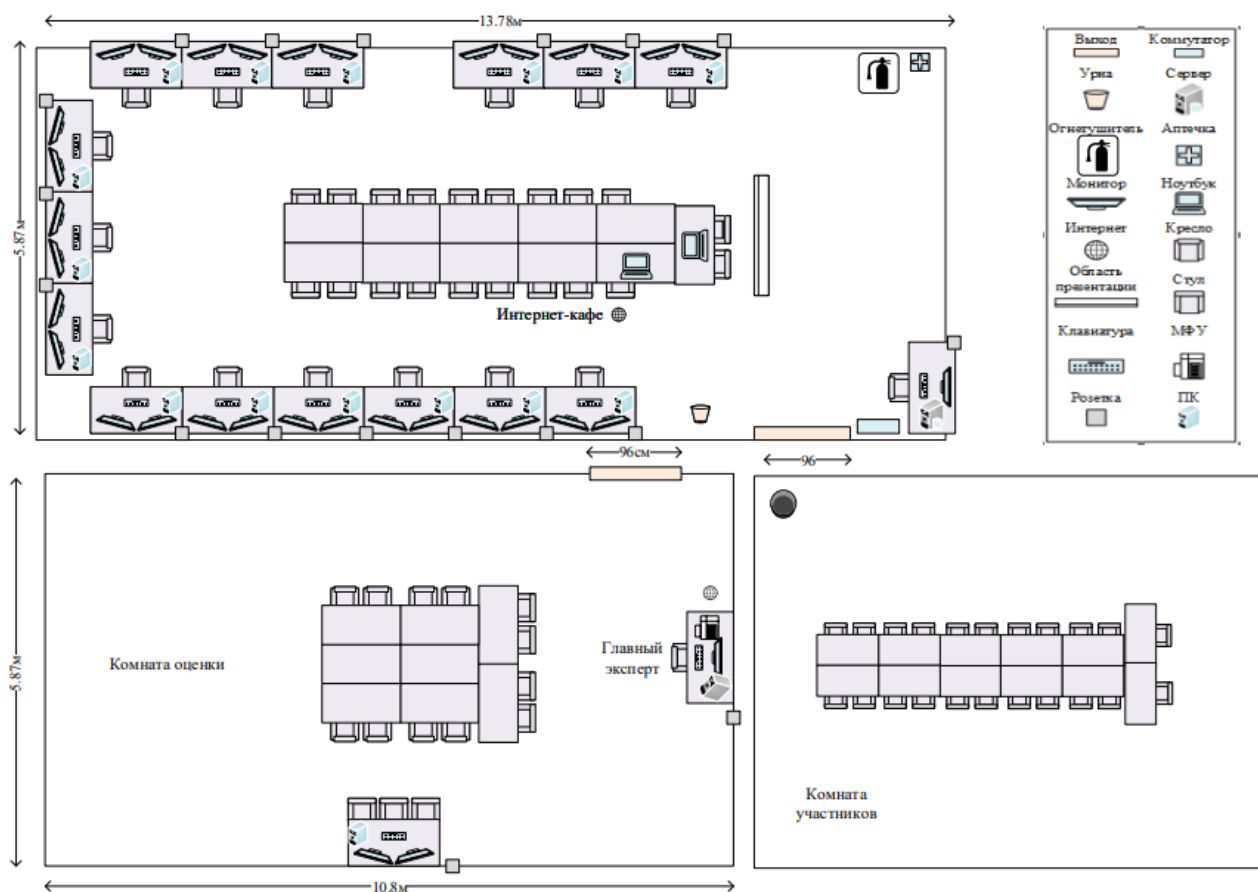 13.78м
5.87м
Интернет-кафе
96см
96
Выход
Коммутатор
Урна
Сервер
Огнетушитель
Аптечка
Монитор
Ноутбук
Интернет
Кресло
Область
презентации
Стул
Клавиатура
МФУ
Розетка
ПК
5.87м
Комната оценки
Главный
эксперт
Комната
участников
10.8м